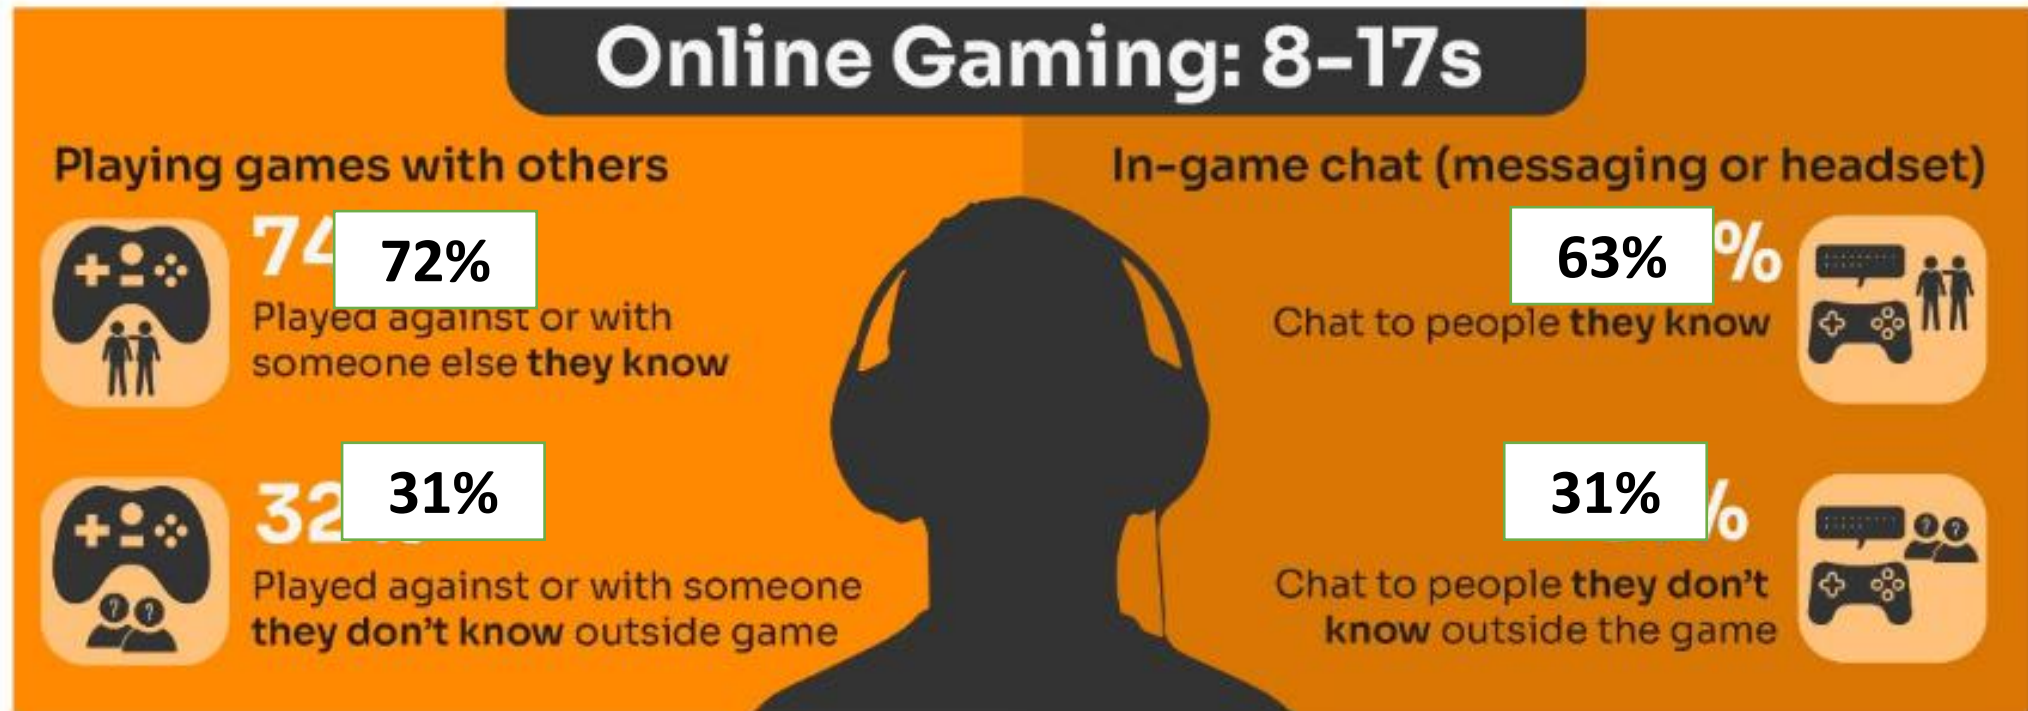 Online Gaming: 8-17s
Playing games with others
74
72%
Played against or with
someone else they know
32
31%
Played against or with someone
they don't know outside game
In-game chat (messaging or headset)
63%
%
Chat to people they know
31%
%
Chat to people they don't
know outside the game